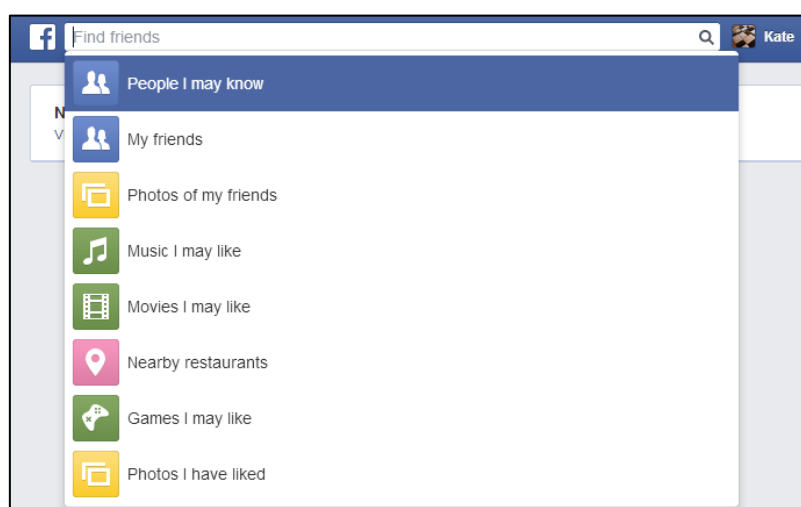 f Find friends Kate
People I may know
N
V
My friends
Photos of my friends
Music I may like
Movies I may like
Nearby restaurants
Games I may like
Photos I have liked